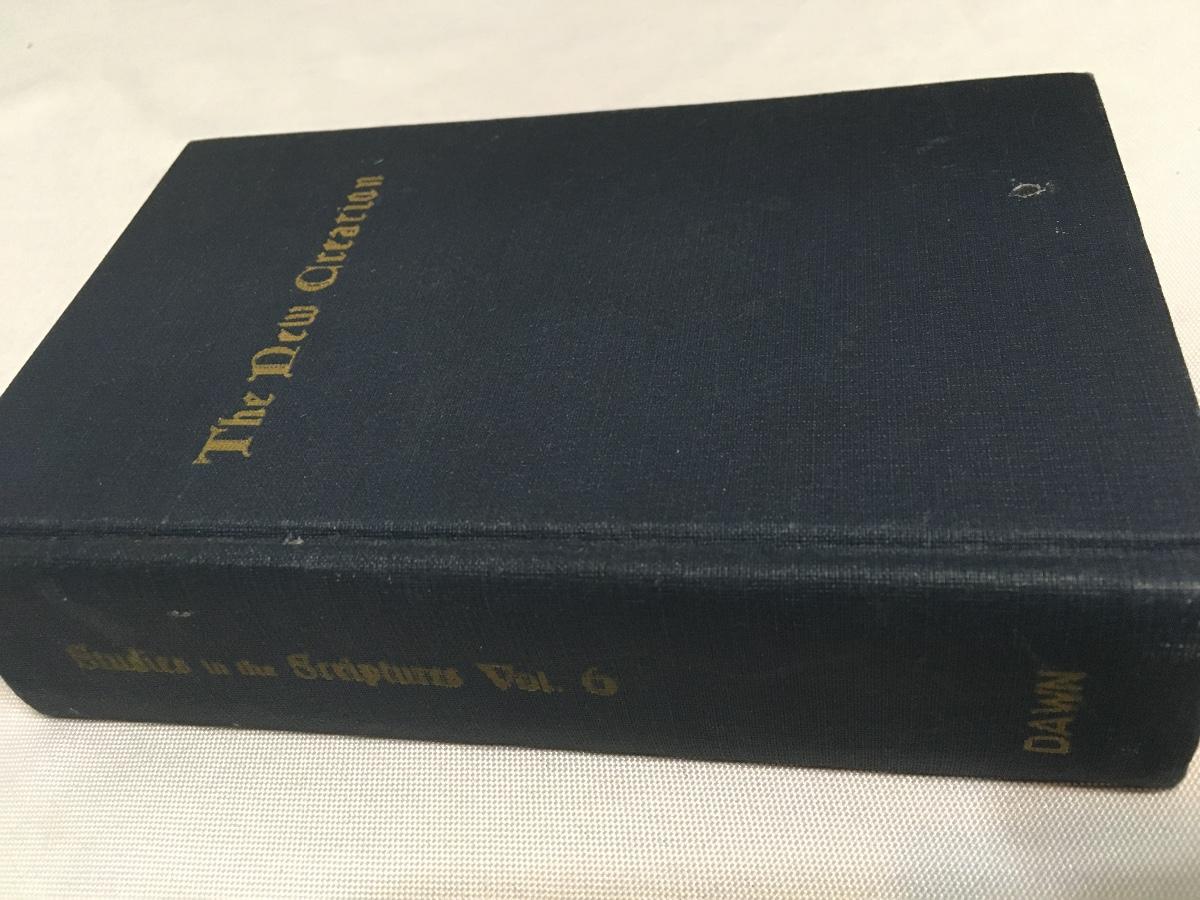 The New Creation
Studies in the Scriptures Vol. 6
DAWN